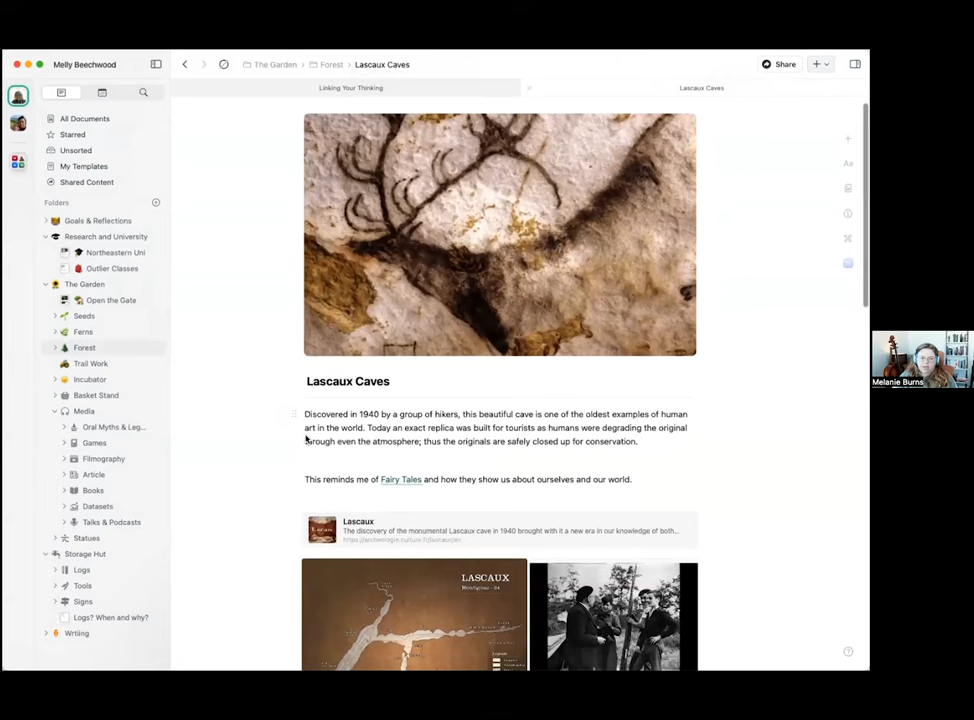 Melly Beechwood
The Garden > Forest > Lascaux Caves
Share
Linking Your Thinking
Lascaux Caves
All Documents
Starred
Unsorted
My Templates
Shared Content
Folders
Goals & Reflections
Research and University
Northeastern Uni
Outlier Classes
The Garden
Open the Gate
Seeds
Ferns
Forest
Trail Work
Incubator
Basket Stand
Media
Oral Myths & Leg...
Games
Filmography
Article
Books
Datasets
Talks & Podcasts
Statues
Storage Hut
Logs
Tools
Signs
Logs? When and why?
Wrtiing
Lascaux Caves
Discovered in 1940 by a group of hikers, this beautiful cave is one of the oldest examples of human
art in the world. Today an exact replica was built for tourists as humans were degrading the original
through even the atmosphere; thus the originals are safely closed up for conservation.
This reminds me of Fairy Tales and how they show us about ourselves and our world.
Lascaux
The discovery of the monumental Lascaux cave in 1940 brought with it a new era in our knowledge of both...
LASCAUX
Aa
Melanie Burns